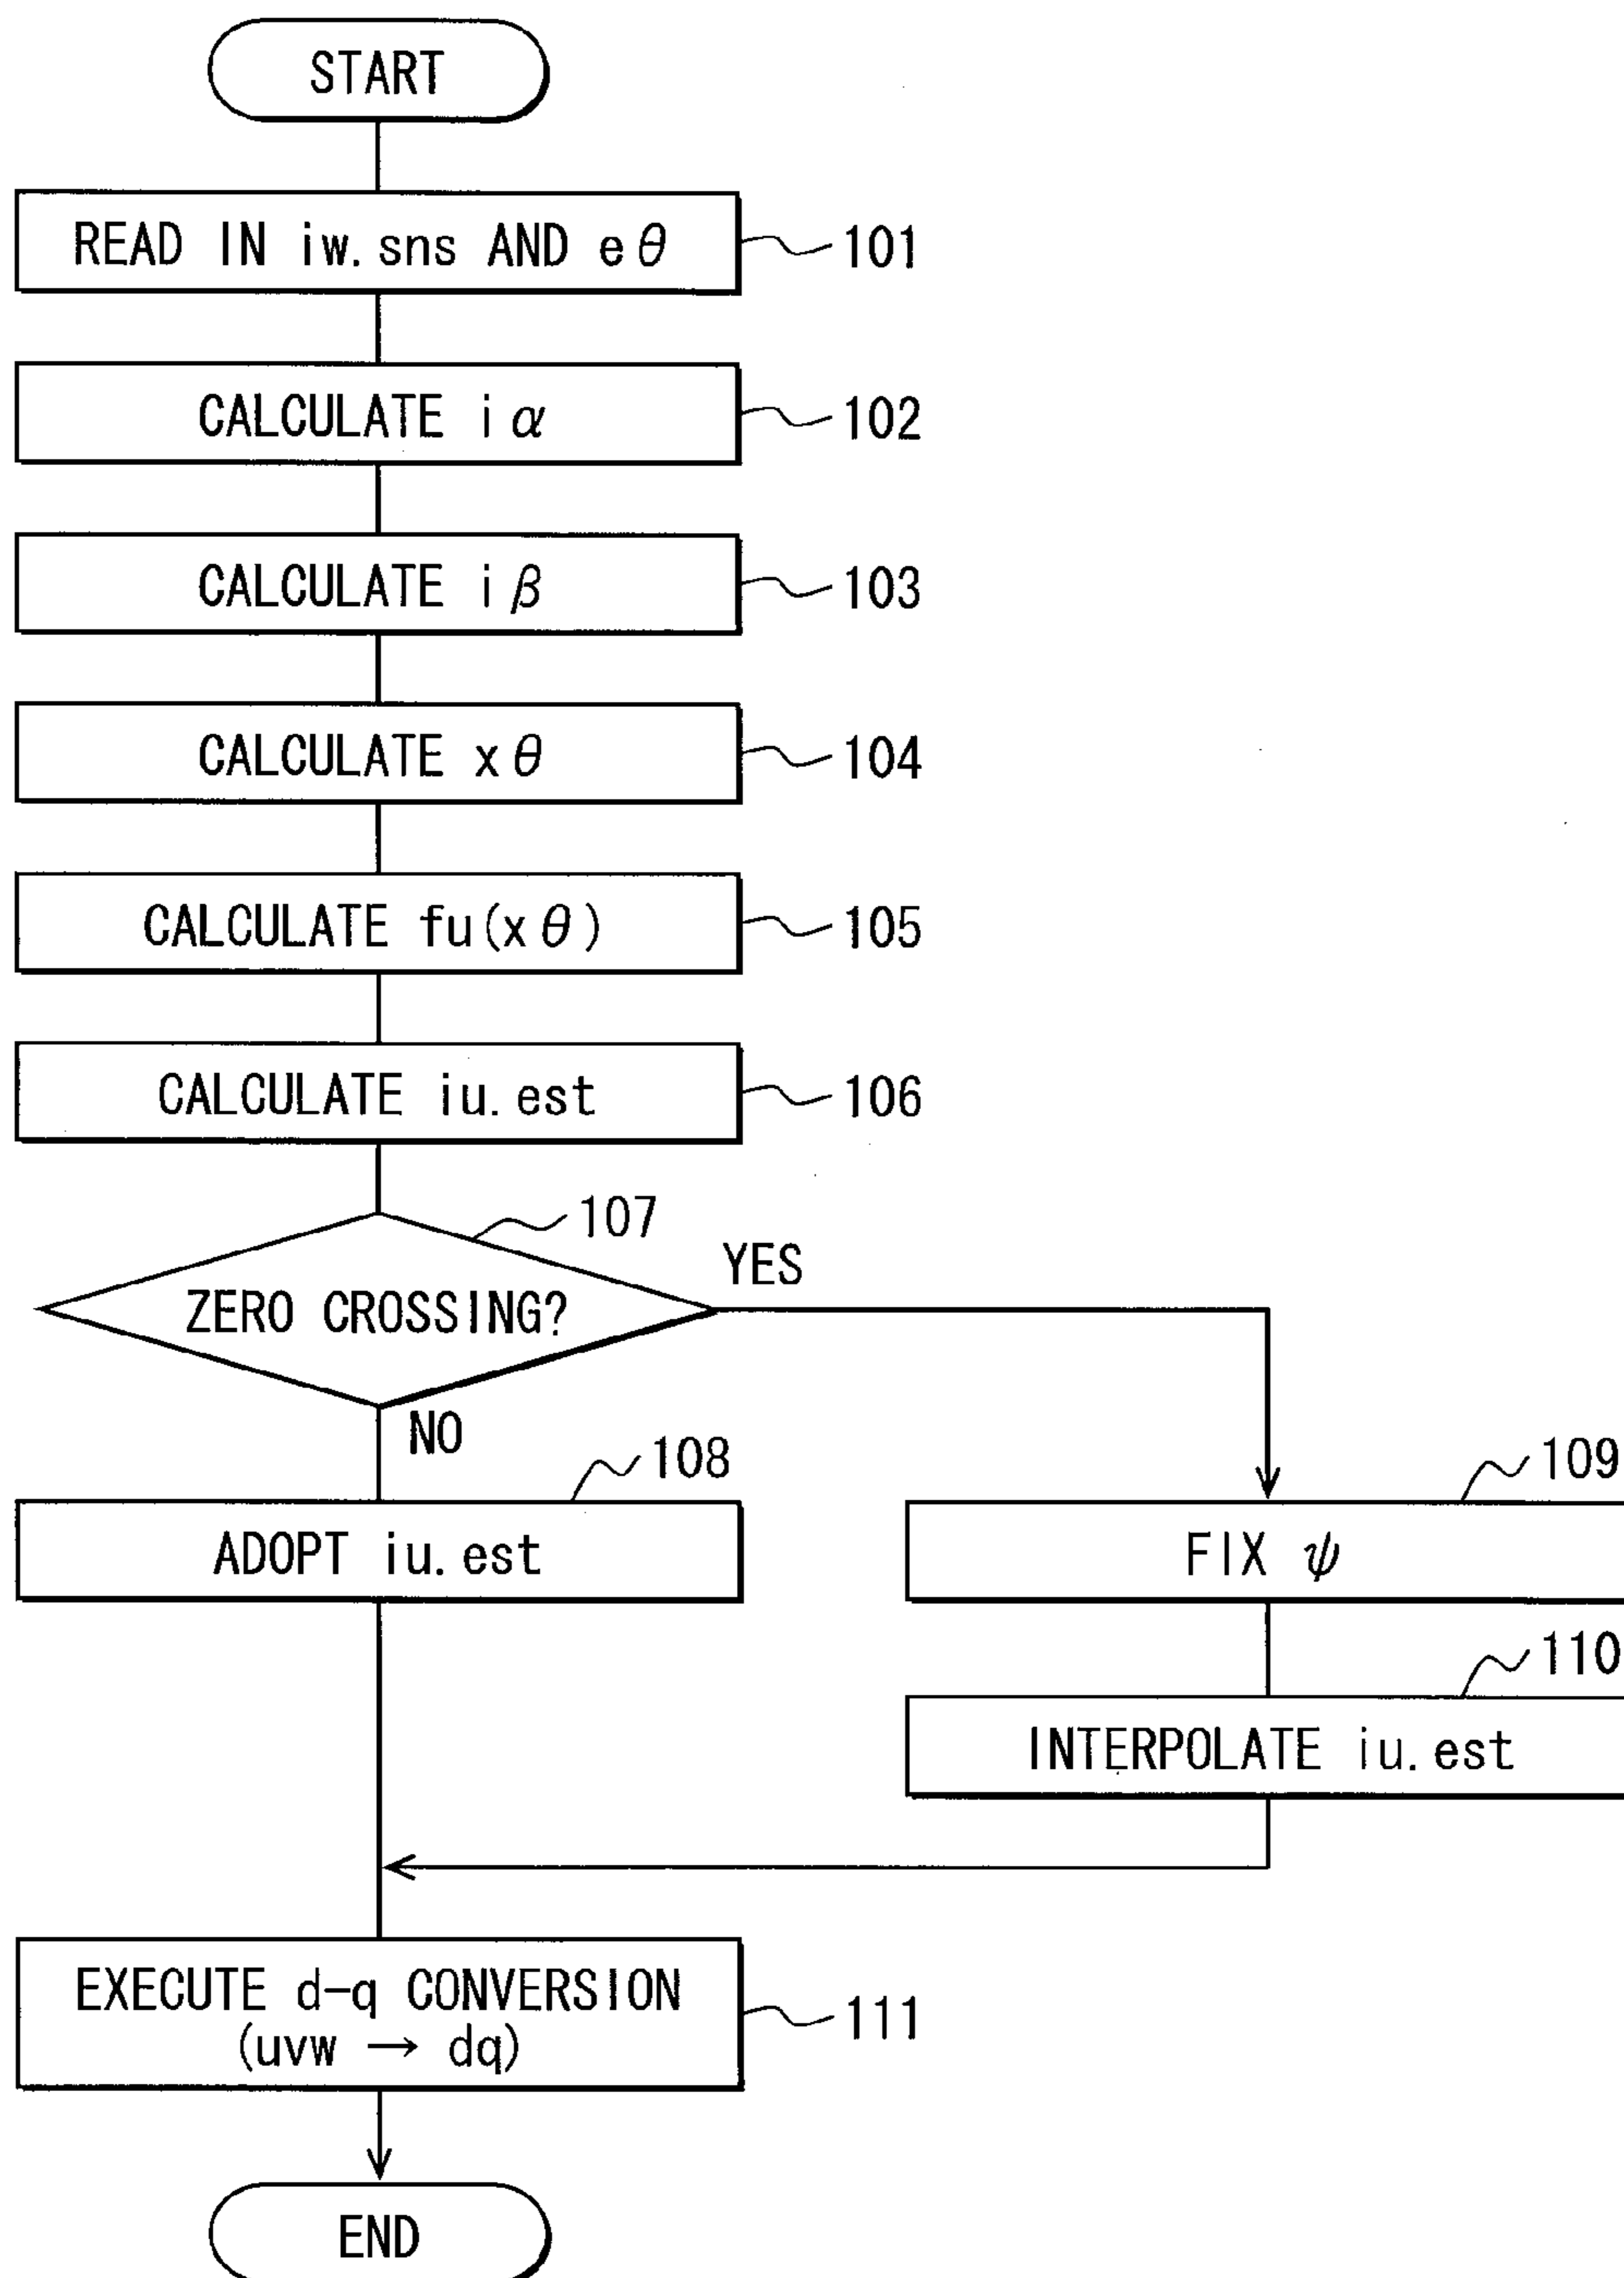 START
READ IN iw.sns AND eθ
101
CALCULATE iα
102
CALCULATE iβ
103
CALCULATE xθ
104
CALCULATE fu(xθ)
105
CALCULATE iu.est
106
107
ZERO CROSSING?
YES
NO
108
ADOPT iu.est
109
FIX ψ
110
INTERPOLATE iu.est
EXECUTE d-q CONVERSION
(uvw → dq)
111
END